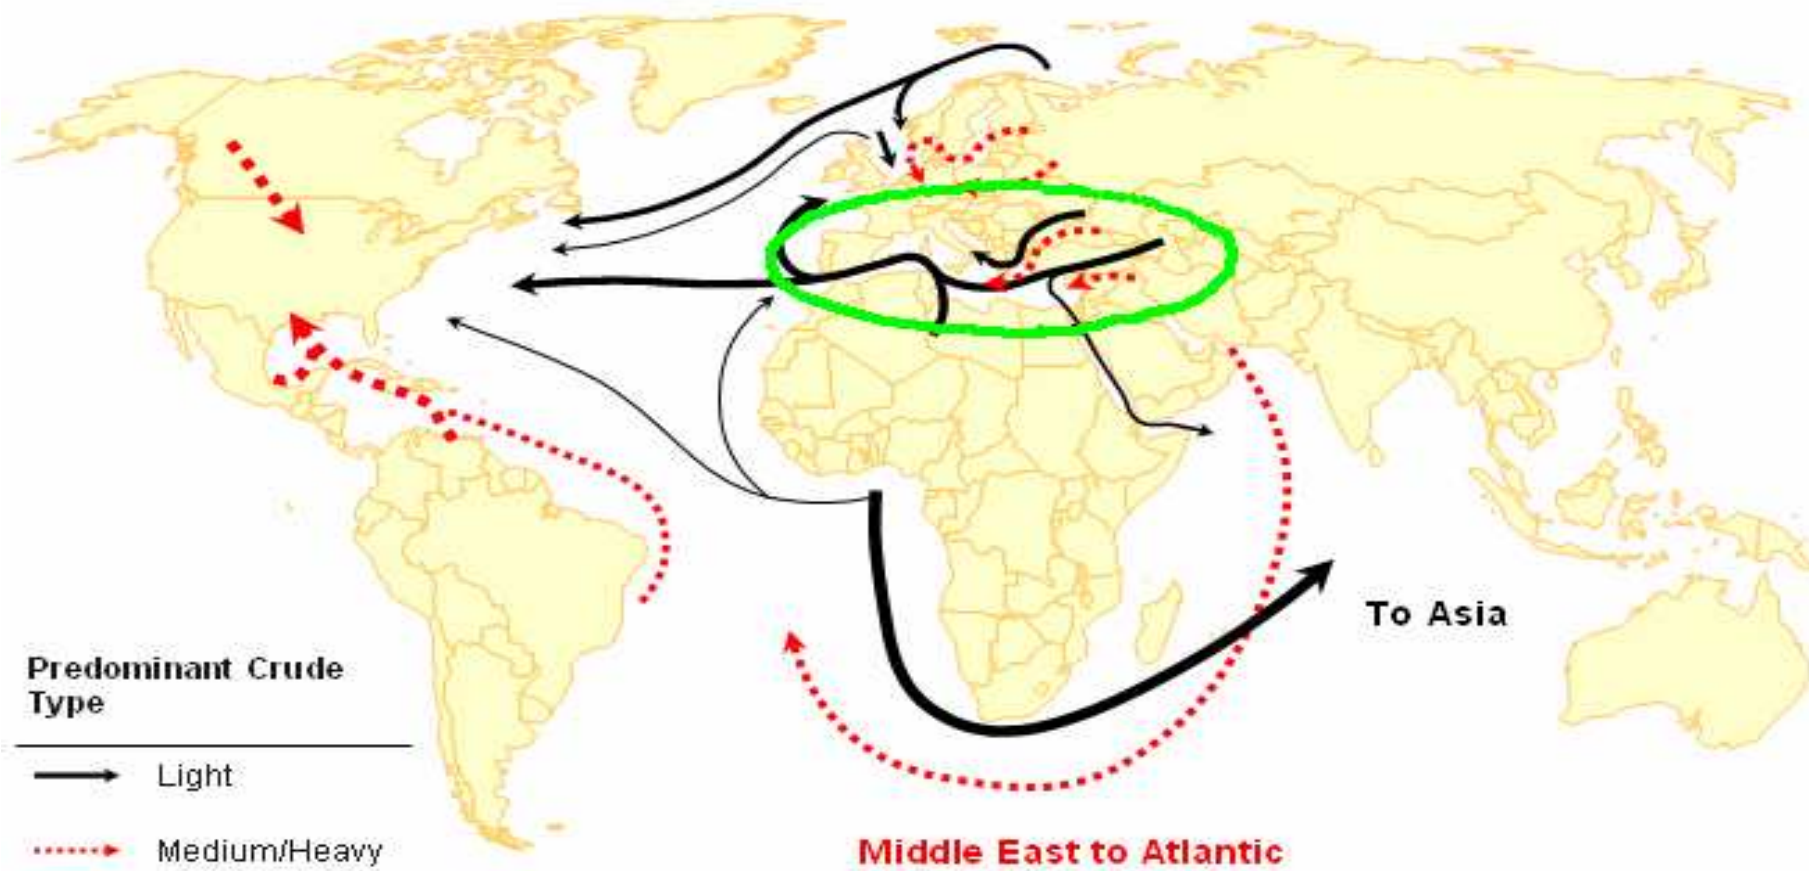 To Asia
Predominant Crude
Type
Light
Medium/Heavy
Middle East to Atlantic